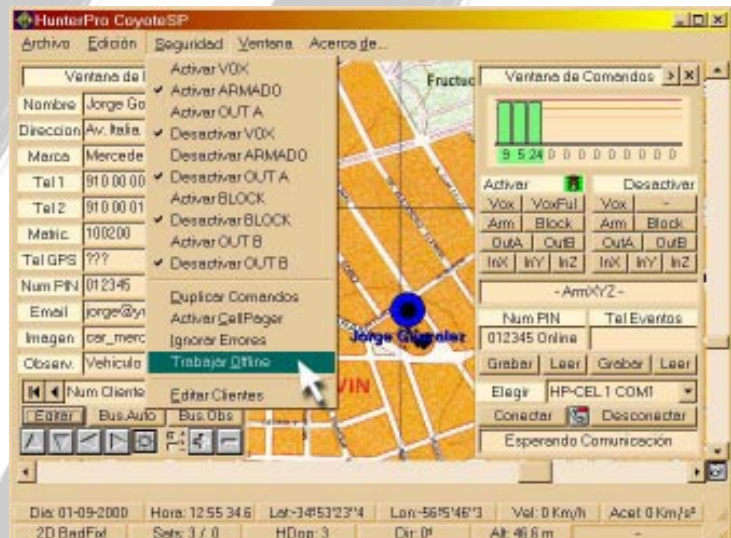 HunterPro CoyoteSP
Archivo Edición Seguridad Ventana Acerca de...
Ventana de
Nombre Jorge Go
Direccion Av. Italia
Marca Mercede
Tel 1 910 00 00
Tel 2 910 00 01
Matric. 100200
Tel GPS ???
Num PIN 012345
Email jorge@y
Imagen car_merc
Observ. Vehiculo
Num Cliente
Editar Bus.Auto Bus.Obs
Activar VOX
Activar ARMADO
Activar OUT A
Desactivar VOX
Desactivar ARMADO
Desactivar OUT A
Activar BLOCK
Desactivar BLOCK
Activar OUT B
Desactivar OUT B
Duplicar Comandos
Activar CellPager
Ignorar Errores
Trabajar Offline
Editar Clientes
Fructuo
Jorge
VIN
Ventana de Comandos
9 5 24 0 0 0 0 0 0 0 0
Activar Desactivar
Vox VoxFul Vox -
Arm Block Arm Block
OutA OutB OutA OutB
InX InY InZ InX InY InZ
-ArmXYZ-
Num PIN Tel Eventos
012345 Online
Grabar Leer Grabar Leer
Elegir HP-CEL 1 COM1
Conectar Desconectar
Esperando Comunicación
Dia: 01-09-2000 Hora: 12:55 34.6 Lat:-34º53'23''4 Lon:-56º5'46''3 Vel: 0 Km/h Acel: 0 Km/s²
2D BadFix! Sats: 3 / 0 HDop: 3 Dir: 0º Alt: 46.6 m -